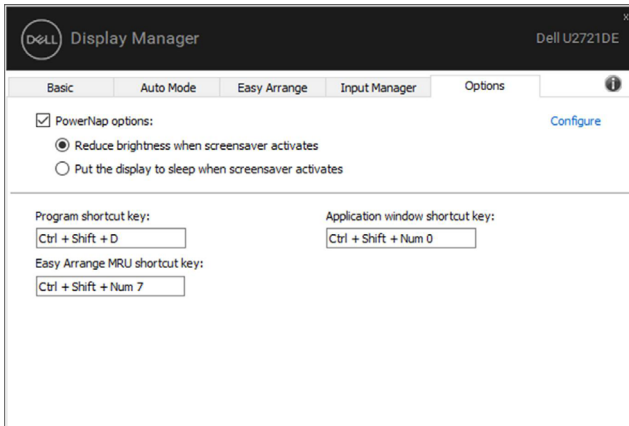 x
DELL Display Manager
Dell U2721DE
Basic Auto Mode Easy Arrange Input Manager Options
PowerNap options: Configure
Reduce brightness when screensaver activates
Put the display to sleep when screensaver activates
Program shortcut key: Application window shortcut key:
Ctrl + Shift + D Ctrl + Shift + Num 0
Easy Arrange MRU shortcut key:
Ctrl + Shift + Num 7